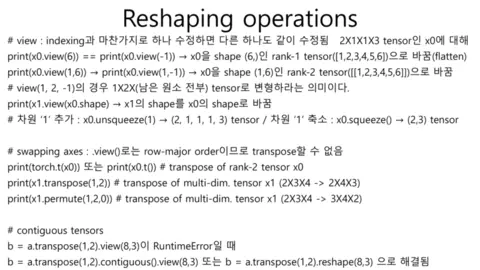 Reshaping operations
# view : indexing과 마찬가지로 하나 수정하면 다른 하나도 같이 수정됨 2X1X1X3 tensor인 x0에 대해
print(x0.view(6)) == print(x0.view(-1)) → x0을 shape (6,)인 rank-1 tensor([1,2,3,4,5,6])으로 바꿈(flatten)
print(x0.view(1,6)) → print(x0.view(1,-1)) → x0을 shape (1,6)인 rank-2 tensor([[1,2,3,4,5,6]])으로 바꿈
# view(1, 2, -1)의 경우 1X2X(남은 원소 전부) tensor로 변형하라는 의미이다.
print(x1.view(x0.shape) → x1의 shape를 x0의 shape로 바꿈
# 차원 '1' 추가 : x0.unsqueeze(1) → (2, 1, 1, 1, 3) tensor / 차원 '1' 축소 : x0.squeeze() → (2,3) tensor
# swapping axes : .view()로는 row-major order이므로 transpose할 수 없음
print(torch.t(x0)) 또는 print(x0.t()) # transpose of rank-2 tensor x0
print(x1.transpose(1,2)) # transpose of multi-dim. tensor x1 (2X3X4 -> 2X4X3)
print(x1.permute(1,2,0)) # transpose of multi-dim. tensor x1 (2X3X4 -> 3X4X2)
# contiguous tensors
b = a.transpose(1,2).view(8,3)이 RuntimeError일 때
b = a.transpose(1,2).contiguous().view(8,3) 또는 b = a.transpose(1,2).reshape(8,3) 으로 해결됨